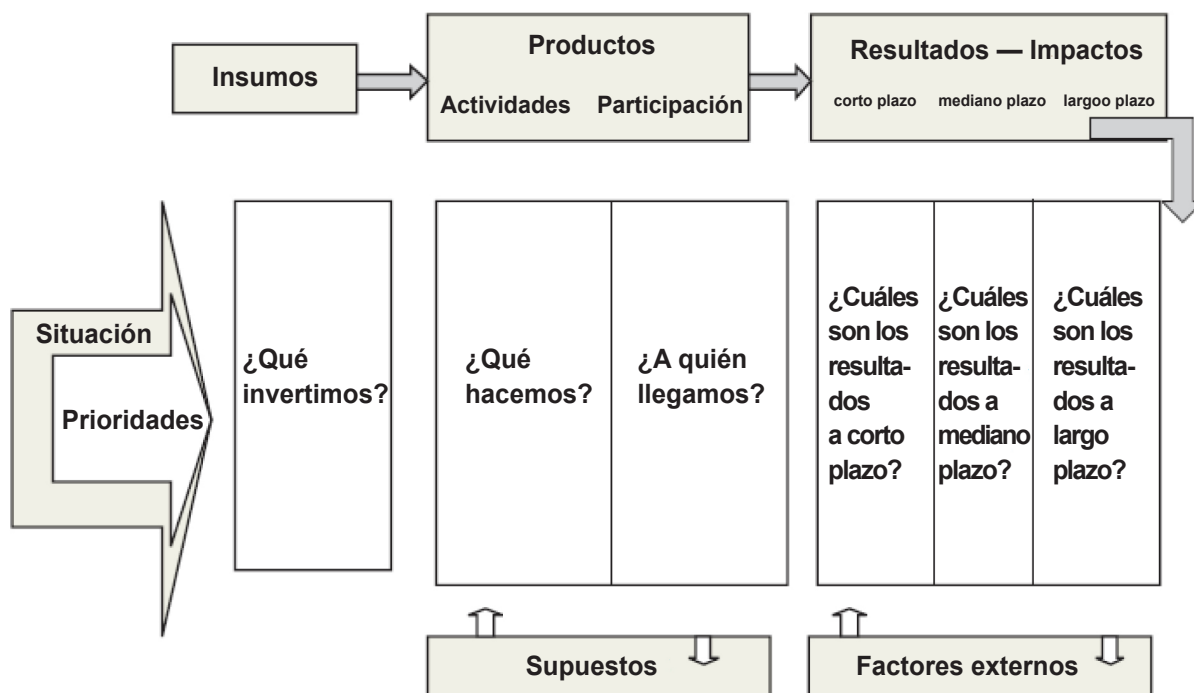 Insumos
Productos
Actividades Participación
Resultados — Impactos
corto plazo mediano plazo largoo plazo
Situación
Prioridades
¿Qué
invertimos?
¿Qué
hacemos?
¿A quién
llegamos?
¿Cuáles
son los
resulta-
dos
a corto
plazo?
¿Cuáles
son los
resulta-
dos a
mediano
plazo?
¿Cuáles
son los
resulta-
dos a
largo
plazo?
Supuestos
Factores externos